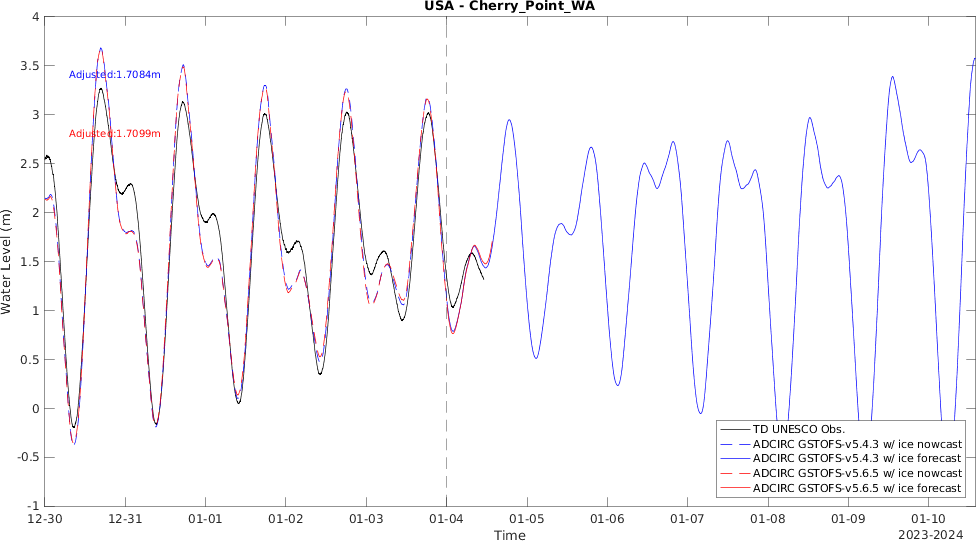 USA - Cherry_Point_WA
4
3.5
3
2.5
2
1.5
1
0.5
0
-0.5
-1
Water Level (m)
Adjusted:1.7084m
Adjusted:1.7099m
TD UNESCO Obs.
ADCIRC GSTOFS-v5.4.3 w/ ice nowcast
ADCIRC GSTOFS-v5.4.3 w/ ice forecast
ADCIRC GSTOFS-v5.6.5 w/ ice nowcast
ADCIRC GSTOFS-v5.6.5 w/ ice forecast
12-30 12-31 01-01 01-02 01-03 01-04 01-05 01-06 01-07 01-08 01-09 01-10
Time
2023-2024